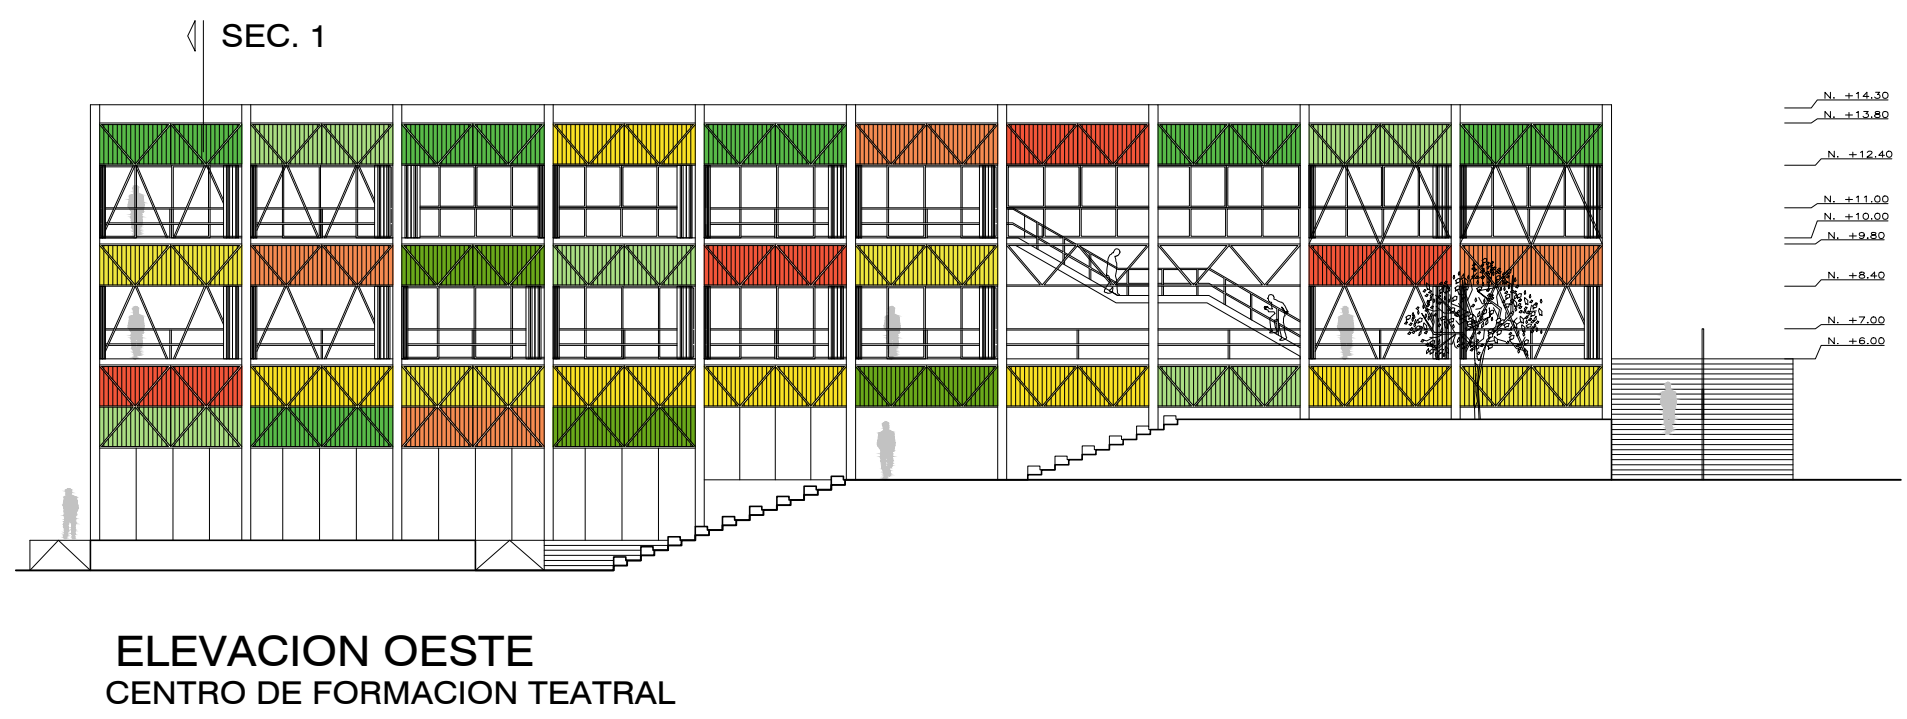 SEC. 1
N. +14.30
N. +13.80
N. +12.40
N. +11.00
N. +10.00
N. +9.80
N. +8.40
N. +7.00
N. +6.00
ELEVACION OESTE
CENTRO DE FORMACION TEATRAL